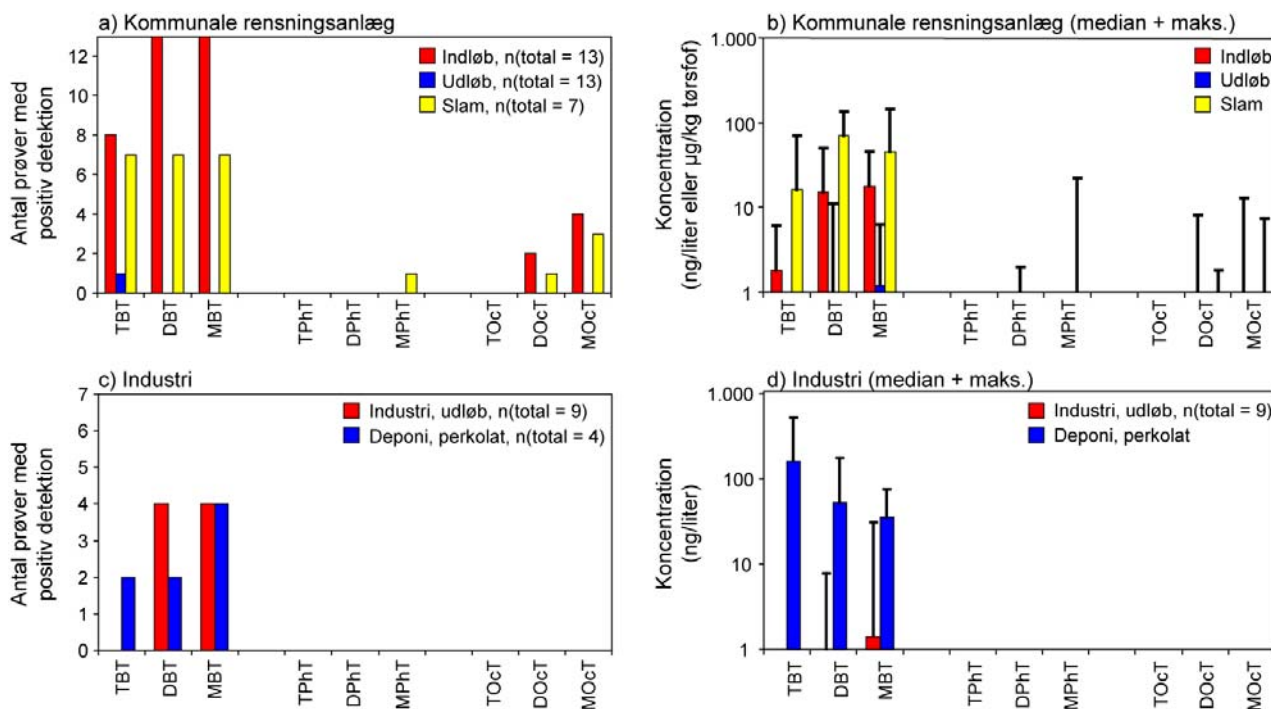 a) Kommunale rensningsanlæg
Antal prøver med
positiv detektion
12
10
8
6
4
2
0
Indløb, n(total = 13)
Udløb, n(total = 13)
Slam, n(total = 7)
TBT
DBT
MBT
TPhT
DPhT
MPhT
TOcT
DOcT
MOcT
b) Kommunale rensningsanlæg (median + maks.)
Koncentration
(ng/liter eller µg/kg tørsfof)
1.000
100
10
1
Indløb
Udløb
Slam
TBT
DBT
MBT
TPhT
DPhT
MPhT
TOcT
DOcT
MOcT
c) Industri
Antal prøver med
positiv detektion
7
6
5
4
3
2
1
0
Industri, udløb, n(total = 9)
Deponi, perkolat, n(total = 4)
TBT
DBT
MBT
TPhT
DPhT
MPhT
TOcT
DOcT
MOcT
d) Industri (median + maks.)
Koncentration
(ng/liter)
1.000
100
10
1
Industri, udløb, n(total = 9)
Deponi, perkolat
TBT
DBT
MBT
TPhT
DPhT
MPhT
TOcT
DOcT
MOcT